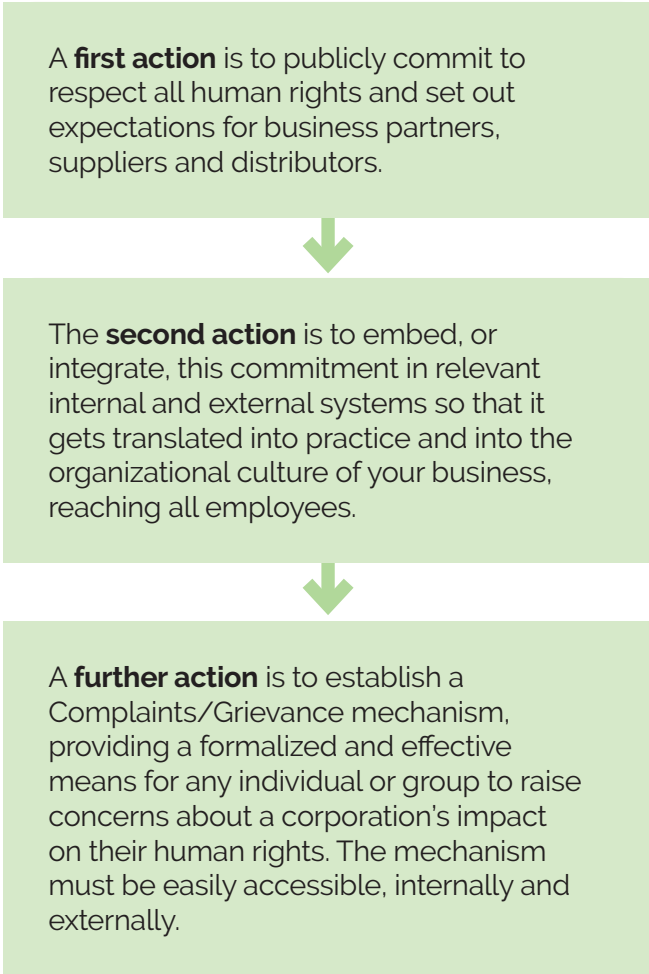 A first action is to publicly commit to
respect all human rights and set out
expectations for business partners,
suppliers and distributors.
The second action is to embed, or
integrate, this commitment in relevant
internal and external systems so that it
gets translated into practice and into the
organizational culture of your business,
reaching all employees.
A further action is to establish a
Complaints/Grievance mechanism,
providing a formalized and effective
means for any individual or group to raise
concerns about a corporation’s impact
on their human rights. The mechanism
must be easily accessible, internally and
externally.